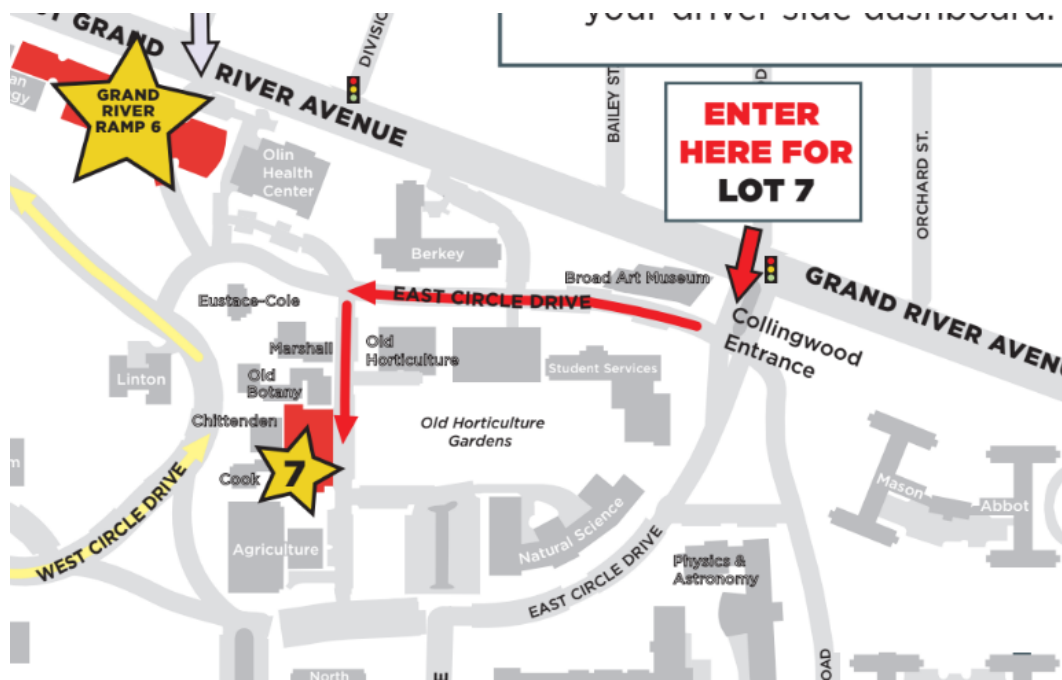 your driver side dashboard.
GRAND
RIVER AVENUE
GRAND
RIVER
RAMP 6
BAILEY ST
ORCHARD ST.
ENTER
HERE FOR
LOT 7
Olin
Health
Center
Berkey
Broad Art Museum
GRAND RIVER AVENU
Eustace-Cole
EAST CIRCLE DRIVE
Collingwood
Entrance
Marshall
Old
Horticulture
Linton
Old
Botany
Student Services
Chittenden
Old Horticulture
Gardens
7
Cook
WEST CIRCLE DRIVE
Mason
Abbot
Agriculture
Natural Science
EAST CIRCLE DRIVE
Physics &
Astronomy
North